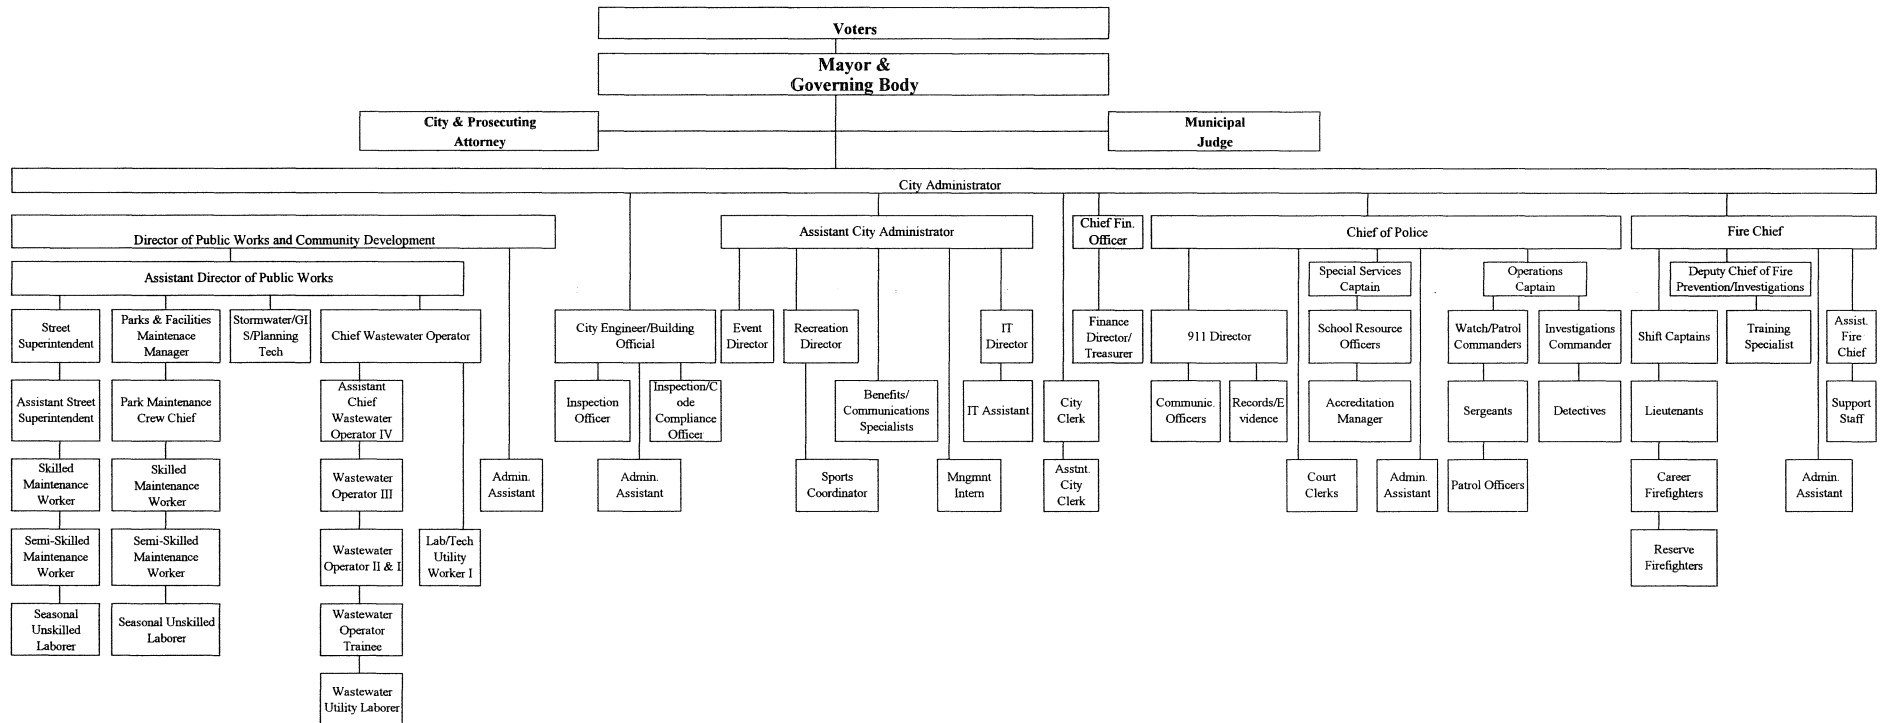 Voters
Mayor &
Governing Body
City & Prosecuting
Attorney
Municipal
Judge
City Administrator
Director of Public Works and Community Development
Assistant City Administrator
Chief Fin.
Officer
Chief of Police
Fire Chief
Assistant Director of Public Works
Special Services
Captain
Operations
Captain
Deputy Chief of Fire
Prevention/Investigations
Street
Superintendent
Parks & Facilities
Maintenace
Manager
Stormwater/GI
S/Planning
Tech
Chief Wastewater Operator
City Engineer/Building
Official
Event
Director
Recreation
Director
IT
Director
Finance
Director/
Treasurer
911 Director
School Resource
Officers
Watch/Patrol
Commanders
Investigations
Commander
Shift Captains
Training
Specialist
Assist.
Fire
Chief
Assistant Street
Superintendent
Park Maintenance
Crew Chief
Assistant
Chief
Wastewater
Operator IV
Inspection
Officer
Inspection/C
ode
Compliance
Officer
Benefits/
Communications
Specialists
IT Assistant
City
Clerk
Communic.
Officers
Records/E
vidence
Accreditation
Manager
Sergeants
Detectives
Lieutenants
Support
Staff
Skilled
Maintenance
Worker
Skilled
Maintenance
Worker
Wastewater
Operator III
Admin.
Assistant
Admin.
Assistant
Sports
Coordinator
Mngmnt
Intern
Asstnt.
City
Clerk
Court
Clerks
Admin.
Assistant
Patrol Officers
Career
Firefighters
Admin.
Assistant
Semi-Skilled
Maintenance
Worker
Semi-Skilled
Maintenance
Worker
Wastewater
Operator II & I
Lab/Tech
Utility
Worker I
Reserve
Firefighters
Seasonal
Unskilled
Laborer
Seasonal Unskilled
Laborer
Wastewater
Operator
Trainee
Wastewater
Utility Laborer